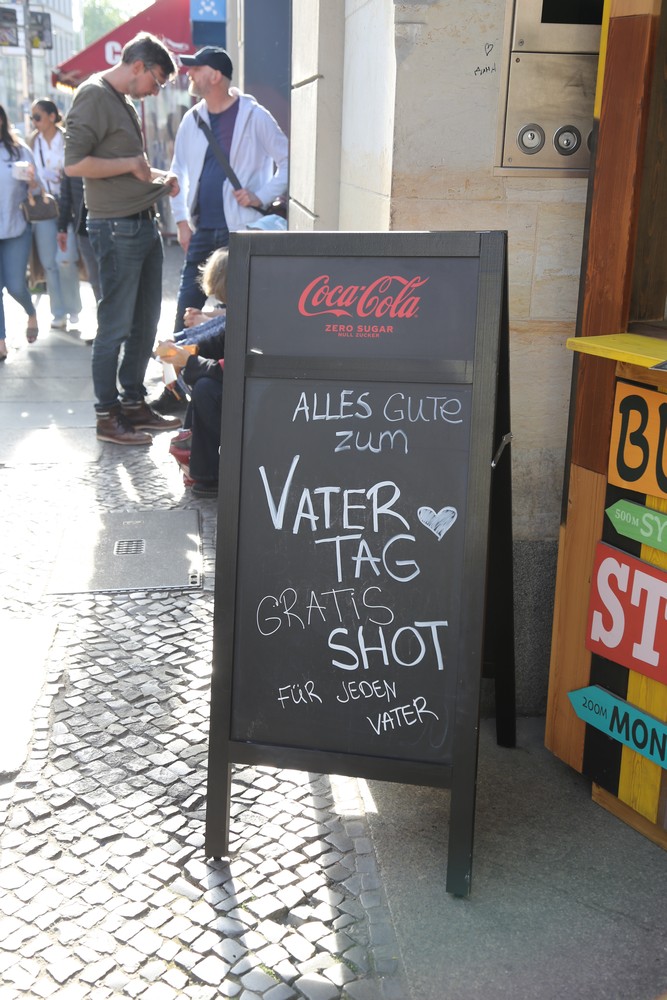 Coca-Cola
ZERO SUGAR
NULL ZUCKER
ALLES GUTE
zum
VATER
TAG
GRATIS
SHOT
FÜR JEDEN
VATER
500M SY
200M MON